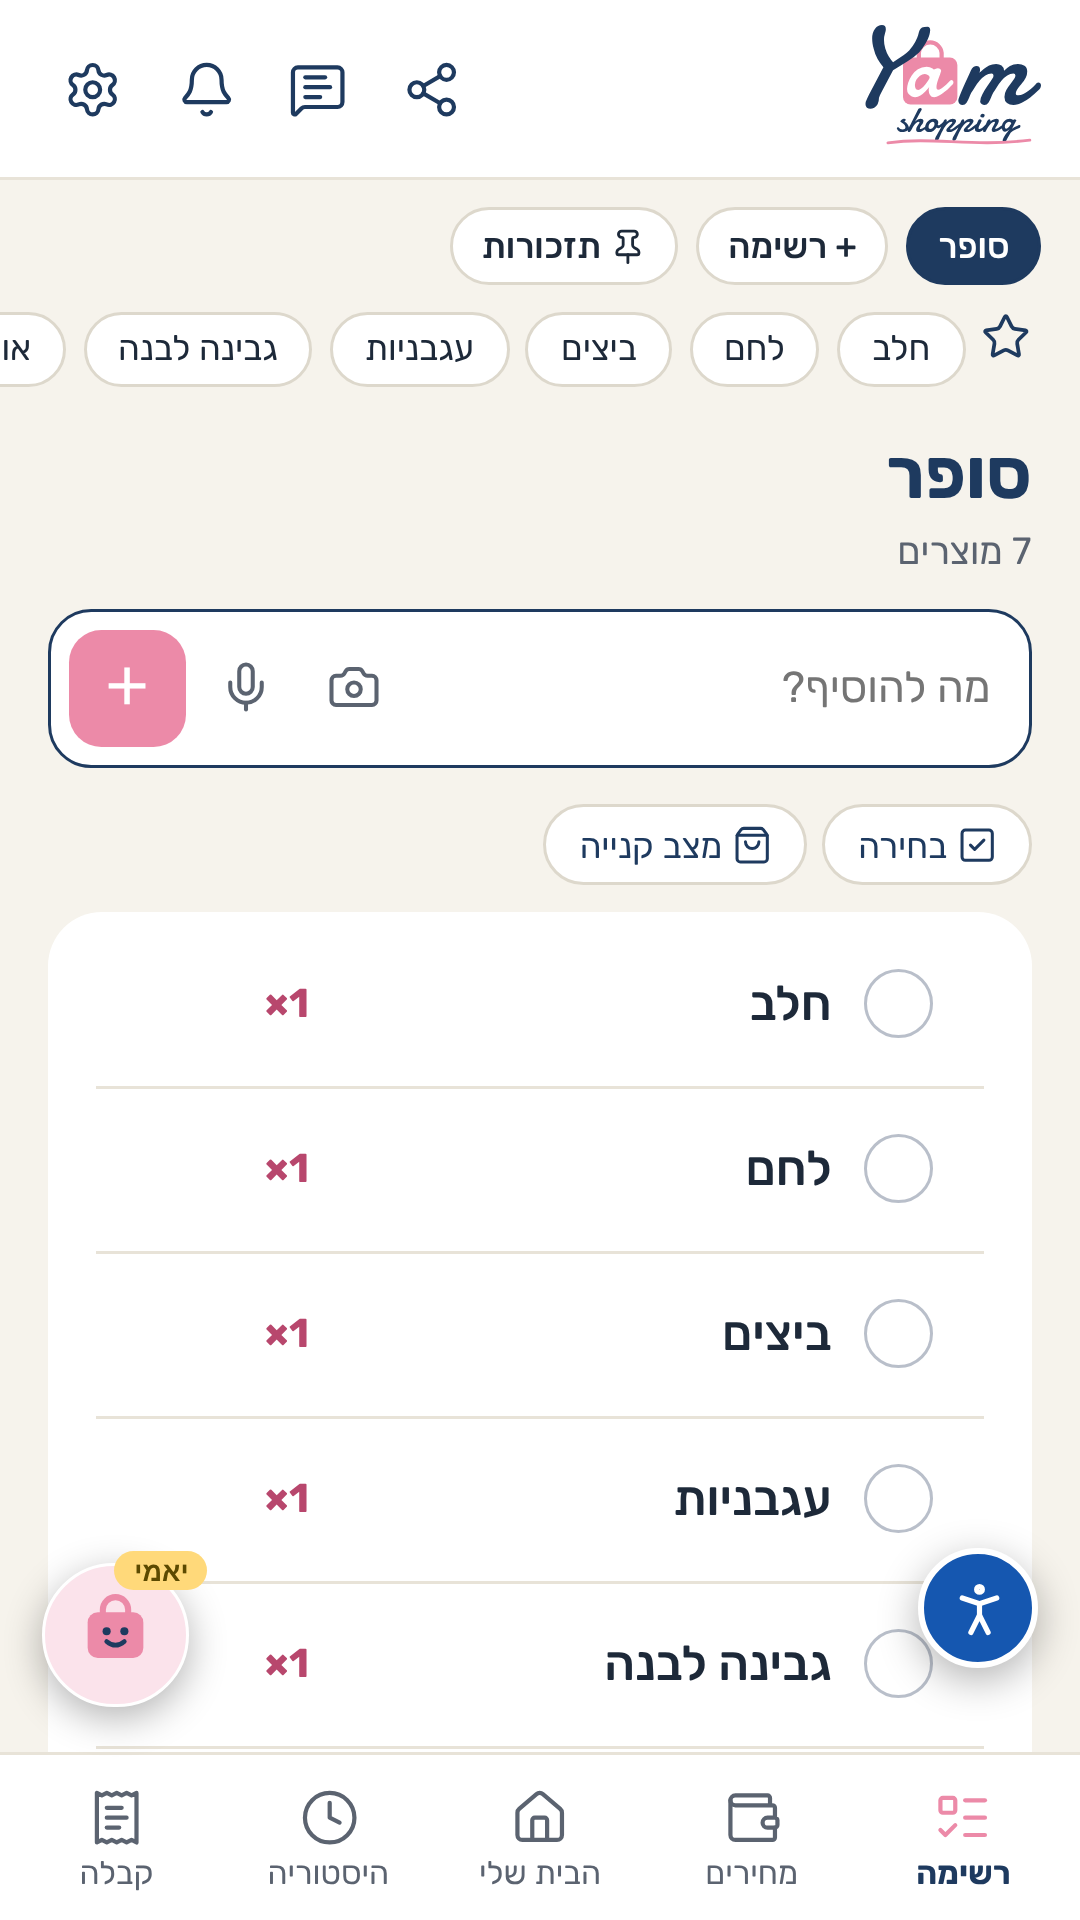 Yam
shopping
סופר
+ רשימה
תזכורות
חלב
לחם
ביצים
עגבניות
גבינה לבנה
או
סופר
7 מוצרים
מה להוסיף?
בחירה
מצב קנייה
חלב
×1
לחם
×1
ביצים
×1
עגבניות
×1
יאמי
גבינה לבנה
×1
רשימה
מחירים
הבית שלי
היסטוריה
קבלה